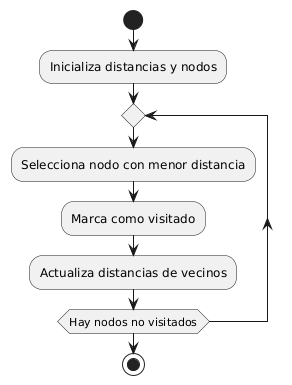 Inicializa distancias y nodos
Selecciona nodo con menor distancia
Marca como visitado
Actualiza distancias de vecinos
Hay nodos no visitados